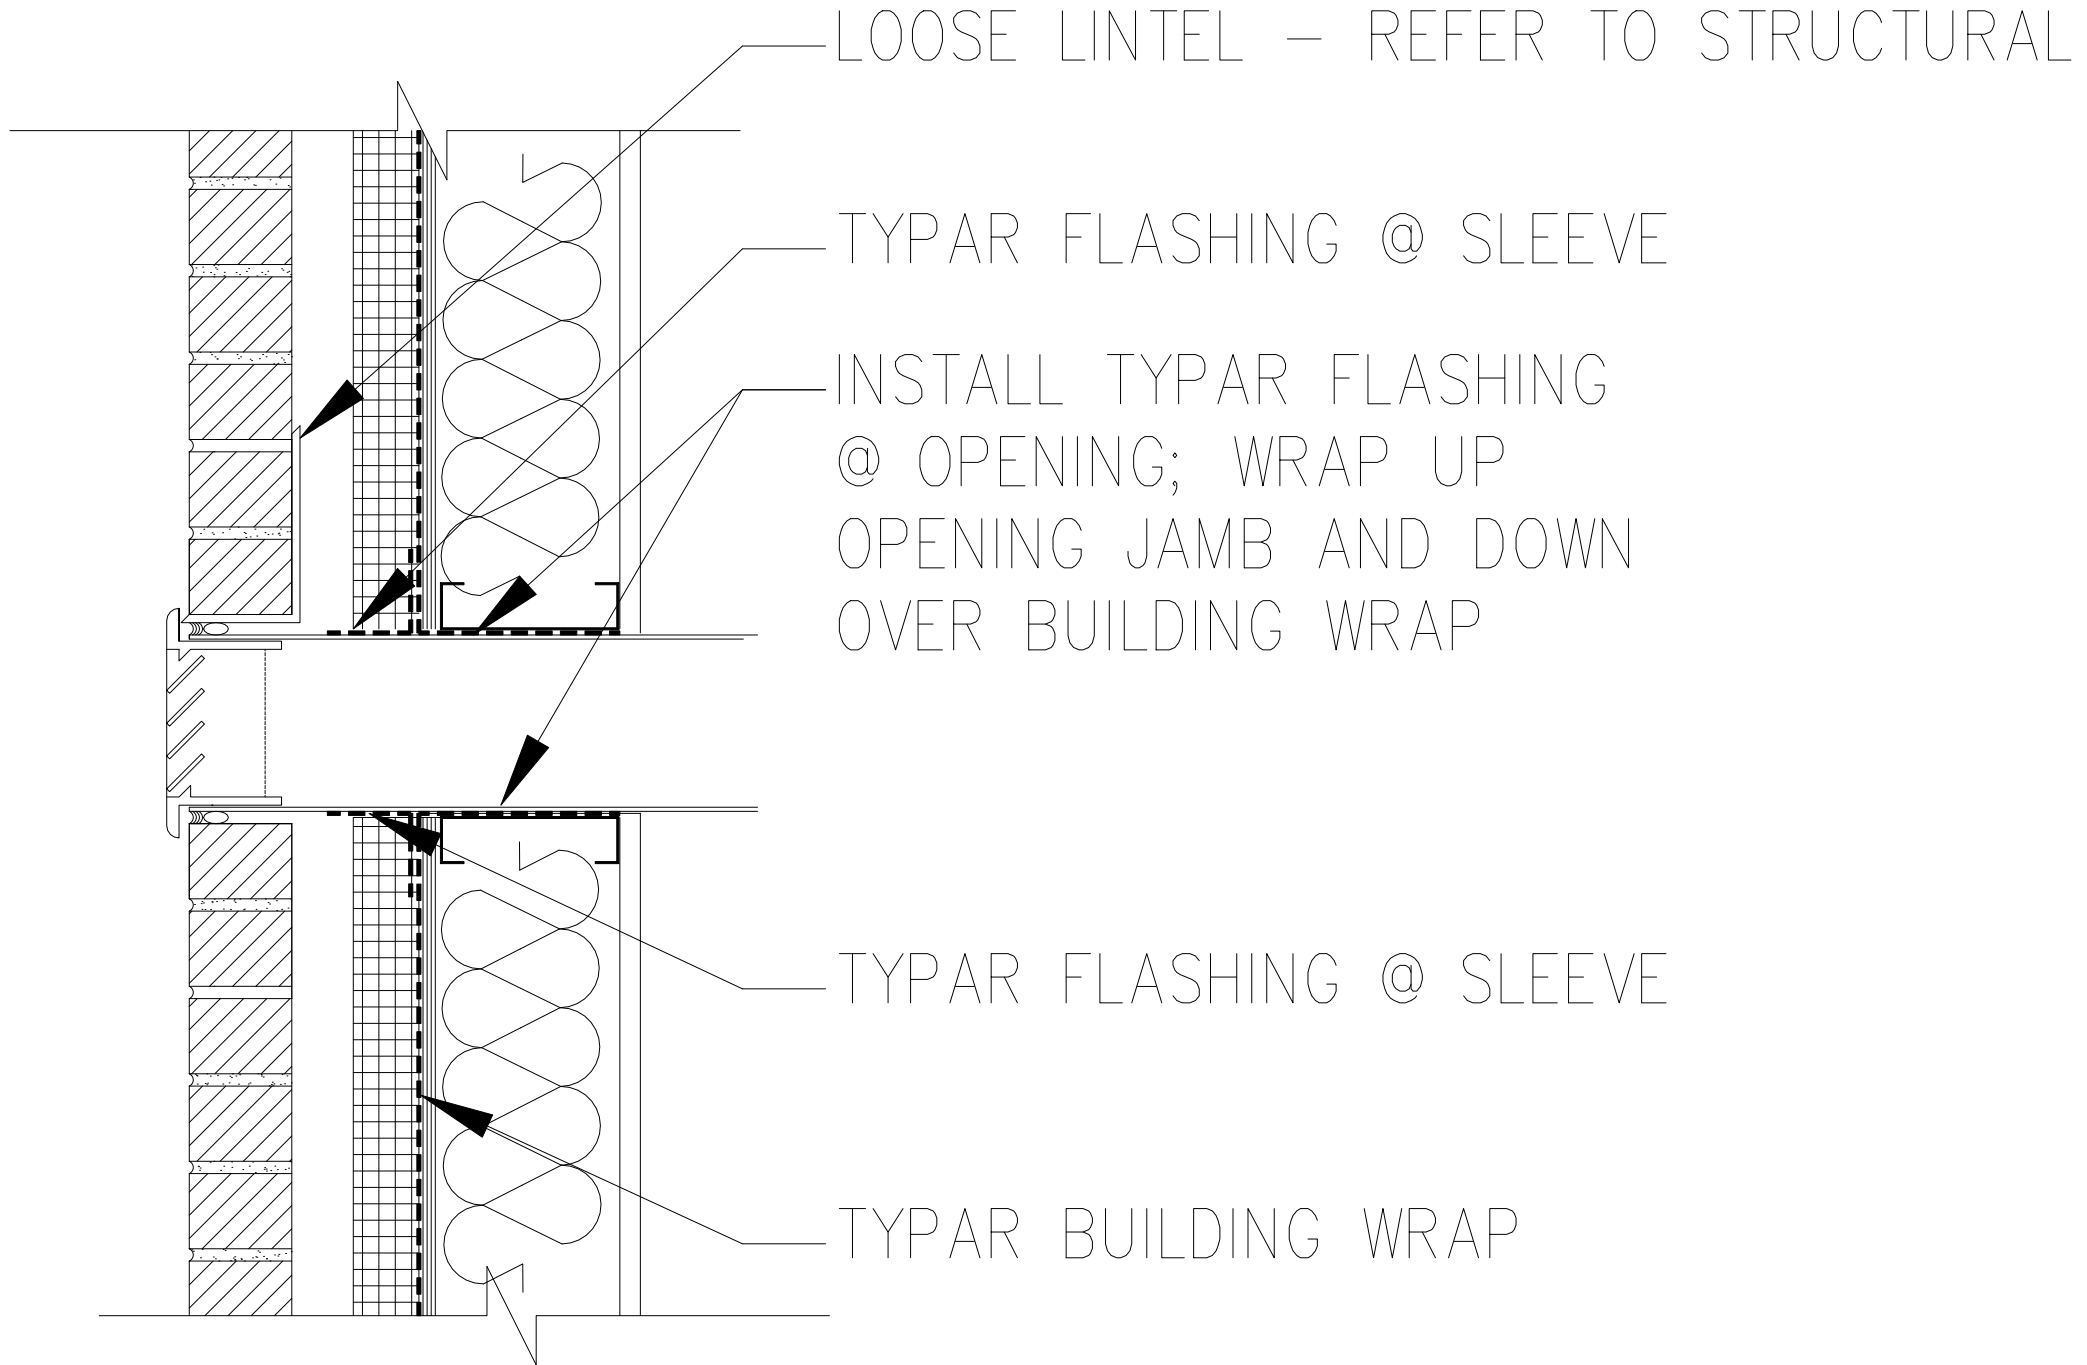 LOOSE LINTEL – REFER TO STRUCTURAL
TYPAR FLASHING @ SLEEVE
INSTALL TYPAR FLASHING
@ OPENING; WRAP UP
OPENING JAMB AND DOWN
OVER BUILDING WRAP
TYPAR FLASHING @ SLEEVE
TYPAR BUILDING WRAP